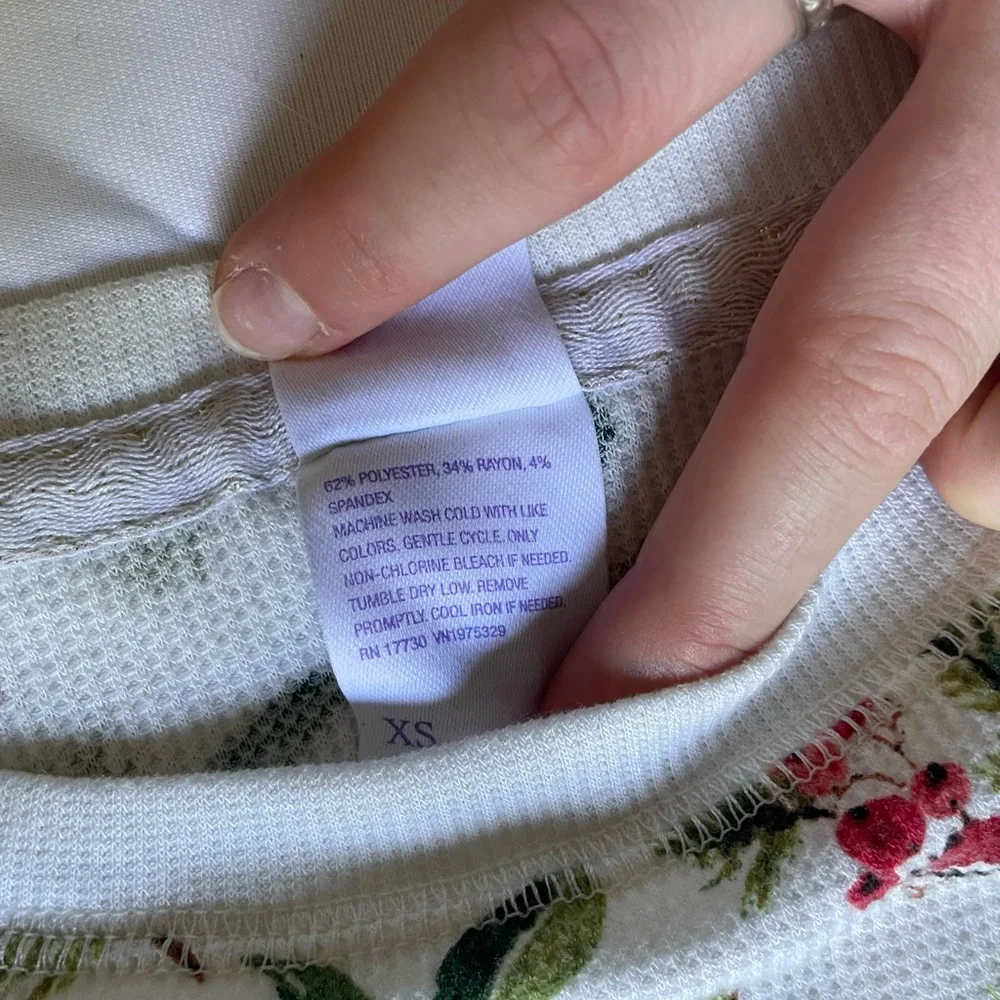 62% POLYESTER, 34% RAYON, 4%
SPANDEX
MACHINE WASH COLD WITH LIKE
COLORS. GENTLE CYCLE. ONLY
NON-CHLORINE BLEACH IF NEEDED.
TUMBLE DRY LOW. REMOVE
PROMPTLY. COOL IRON IF NEEDED.
RN 17730 VN1975329
XS